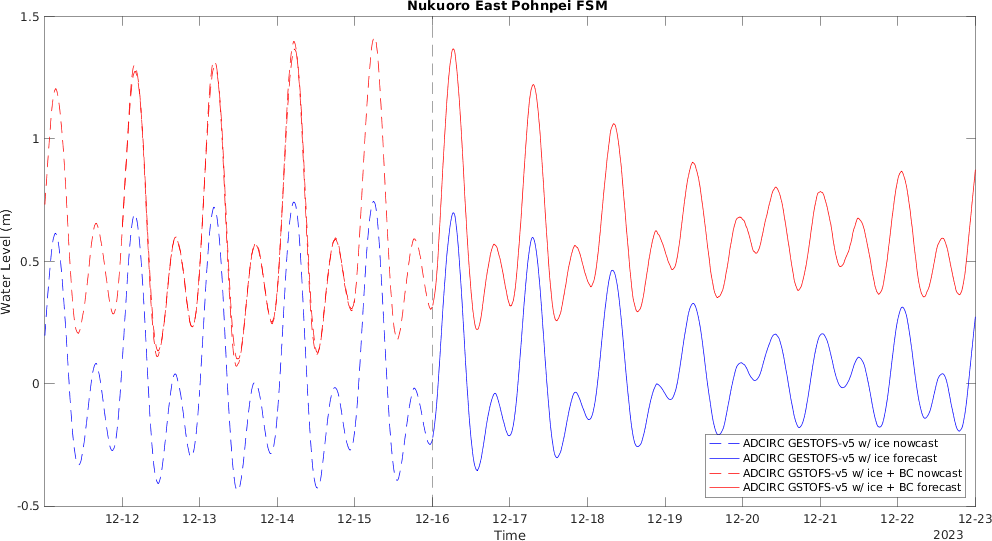 Nukuoro East Pohnpei FSM
1.5
1
0.5
0
-0.5
Water Level (m)
ADCIRC GESTOFS-v5 w/ ice nowcast
ADCIRC GESTOFS-v5 w/ ice forecast
ADCIRC GSTOFS-v5 w/ ice + BC nowcast
ADCIRC GSTOFS-v5 w/ ice + BC forecast
12-12 12-13 12-14 12-15 12-16 12-17 12-18 12-19 12-20 12-21 12-22 12-23
Time
2023